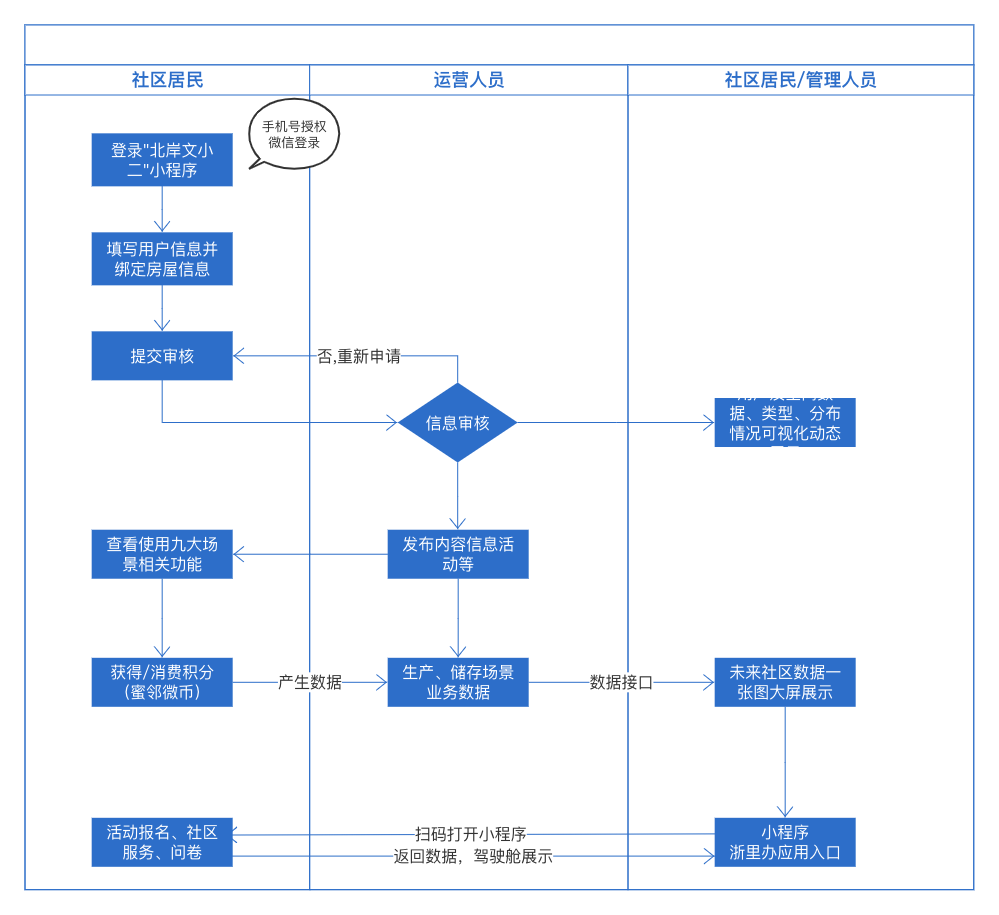 社区居民
运营人员
社区居民/管理人员
手机号授权
微信登录
登录"北岸文小
二"小程序
填写用户信息并
绑定房屋信息
提交审核
否,重新申请
信息审核
据、类型、分布
情况可视化动态
查看使用九大场
景相关功能
发布内容信息活
动等
获得/消费积分
(蜜邻微币)
产生数据
生产、储存场景
业务数据
数据接口
未来社区数据一
张图大屏展示
活动报名、社区
服务、问卷
扫码打开小程序
返回数据，驾驶舱展示
小程序
浙里办应用入口